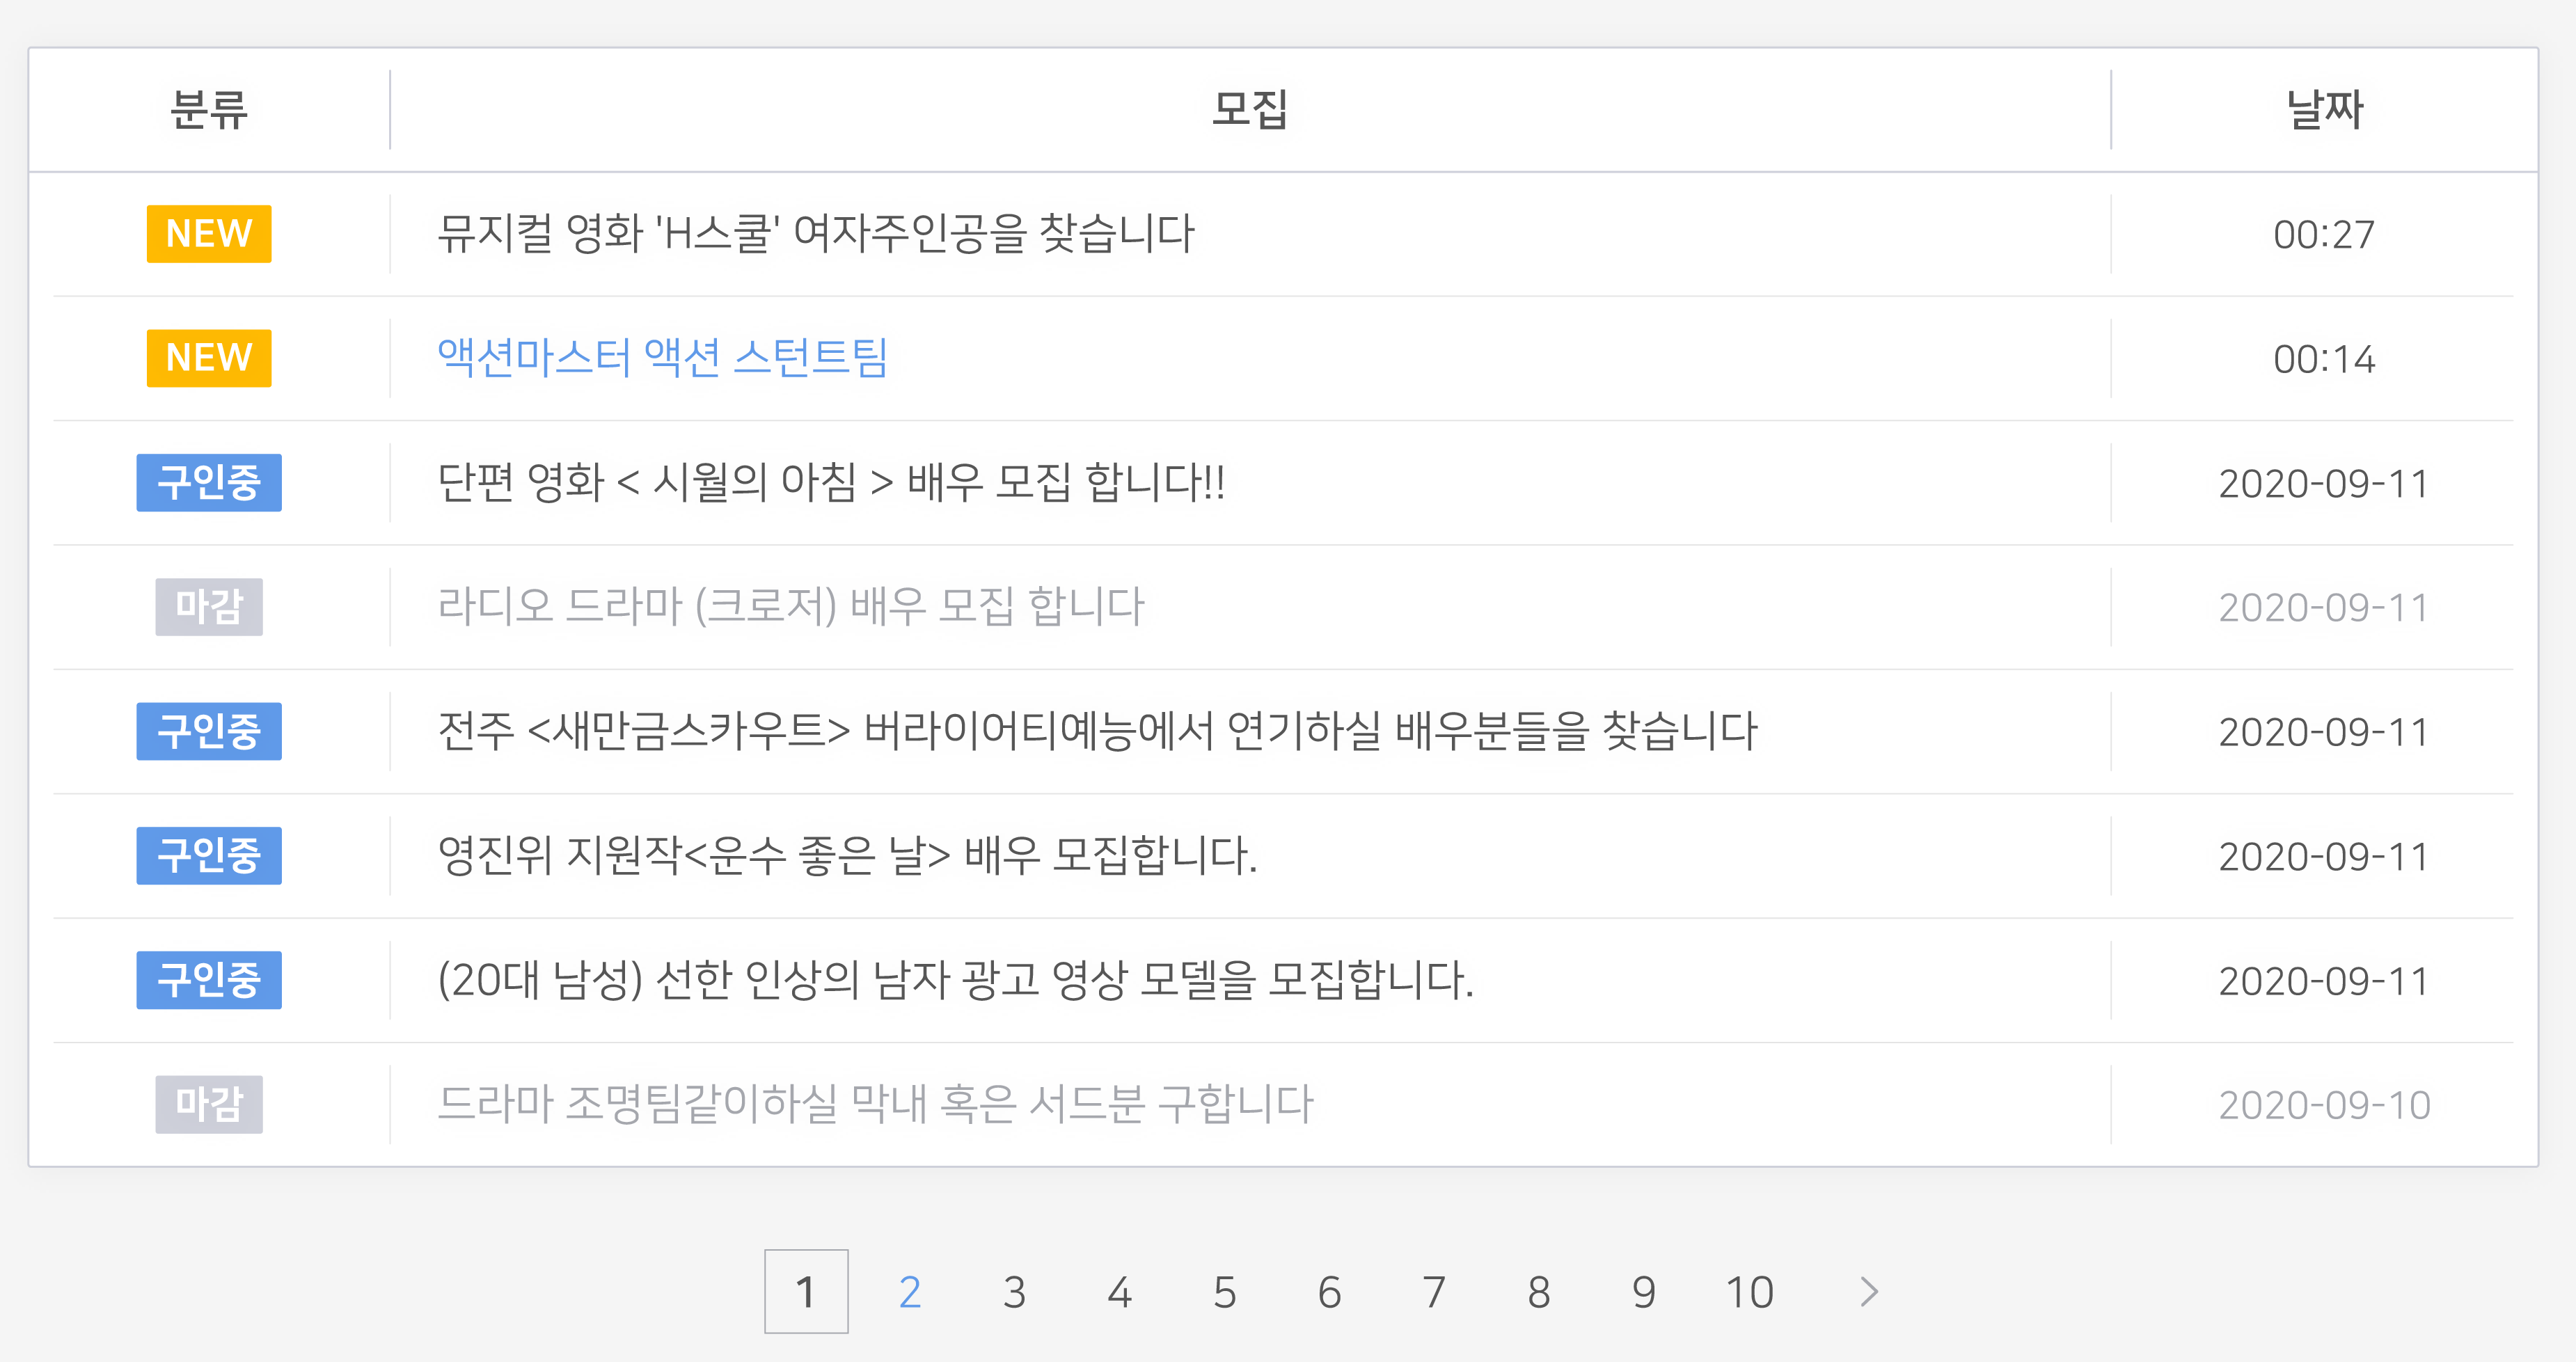 분류 모집 날짜
NEW 뮤지컬 영화 'H스쿨' 여자주인공을 찾습니다 00:27
NEW 액션마스터 액션 스턴트팀 00:14
구인중 단편 영화 < 시월의 아침 > 배우 모집 합니다!! 2020-09-11
마감 라디오 드라마 (크로저) 배우 모집 합니다 2020-09-11
구인중 전주 <새만금스카우트> 버라이어티예능에서 연기하실 배우분들을 찾습니다 2020-09-11
구인중 영진위 지원작<운수 좋은 날> 배우 모집합니다. 2020-09-11
구인중 (20대 남성) 선한 인상의 남자 광고 영상 모델을 모집합니다. 2020-09-11
마감 드라마 조명팀같이하실 막내 혹은 서드분 구합니다 2020-09-10
1 2 3 4 5 6 7 8 9 10 >